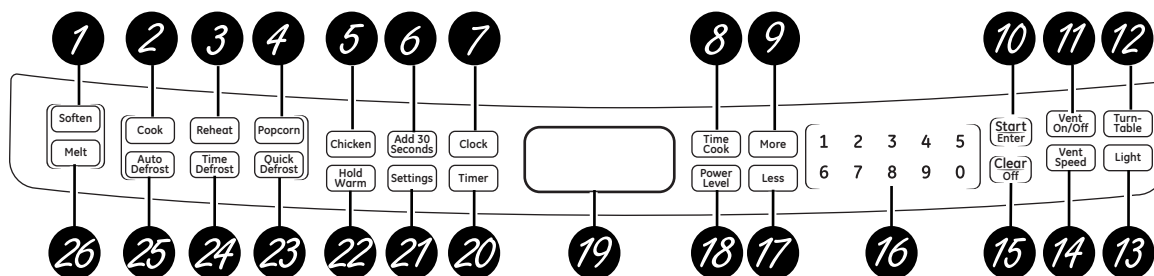 1 2 3 4 5 6 7 8 9 10 11 12
Soften
Melt
Cook
Auto
Defrost
Reheat
Time
Defrost
Popcorn
Quick
Defrost
Chicken
Hold
Warm
Add 30
Seconds
Settings
Clock
Timer
Time
Cook
Power
Level
More
Less
1 2 3 4 5
6 7 8 9 0
Start
Enter
Clear
Off
Vent
On/Off
Vent
Speed
Turn-
Table
Light
26 25 24 23 22 21 20 19 18 17 16 15 14 13